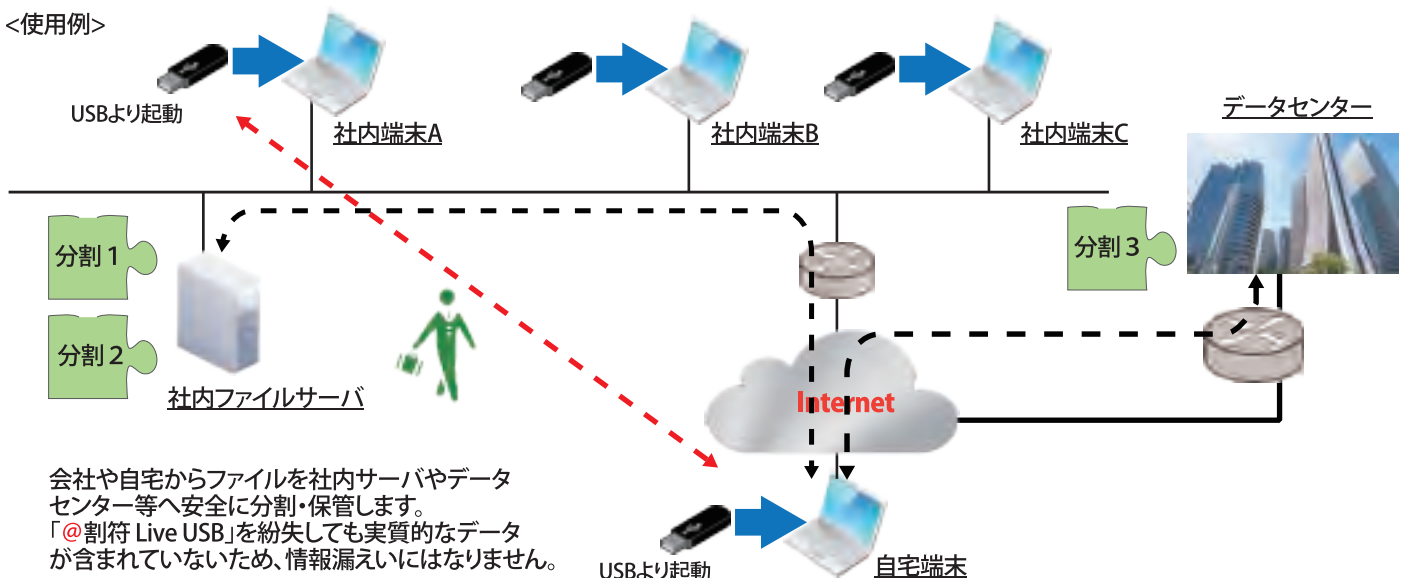 <使用例>
USBより起動
社内端末A
社内端末B
社内端末C
データセンター
分割 1
分割 2
分割 3
社内ファイルサーバ
Internet
会社や自宅からファイルを社内サーバやデータ
センター等へ安全に分割・保管します。
「@割符 Live USB」を紛失しても実質的なデータ
が含まれていないため、情報漏えいにはなりません。
USBより起動
自宅端末